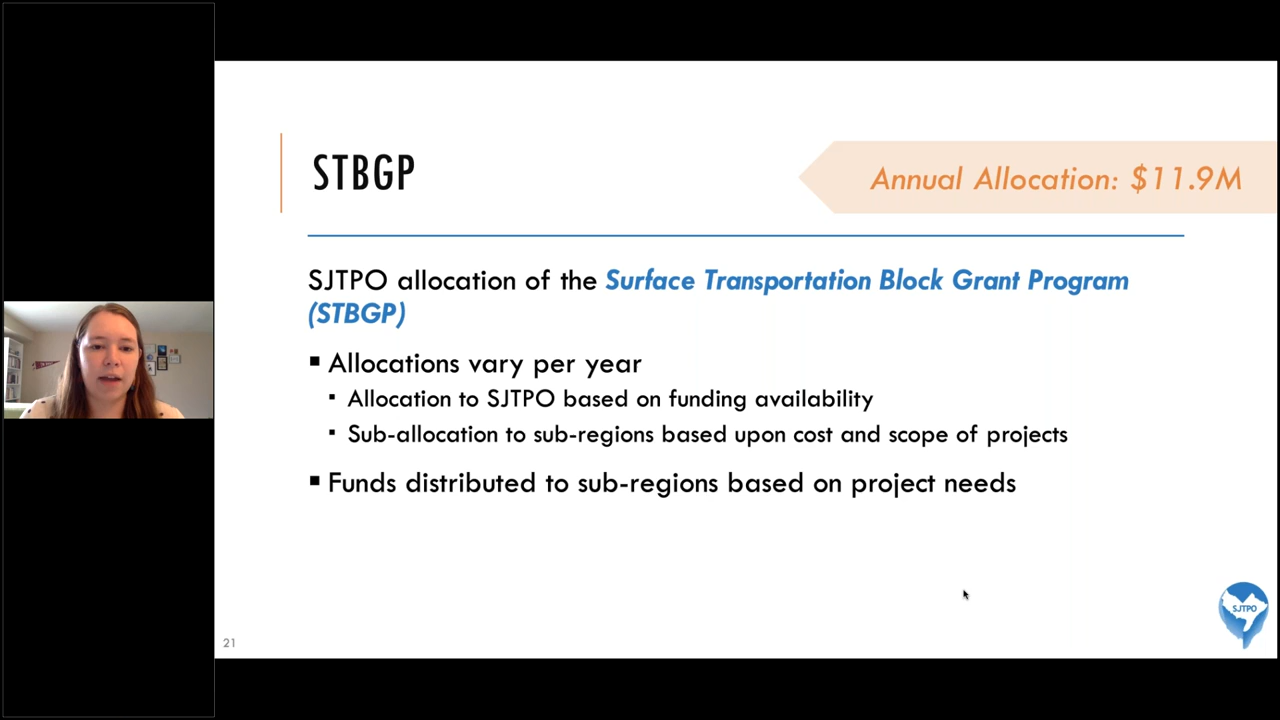 STBGP
Annual Allocation: $11.9M
SJTPO allocation of the Surface Transportation Block Grant Program
(STBGP)
▪ Allocations vary per year
▪ Allocation to SJTPO based on funding availability
▪ Sub-allocation to sub-regions based upon cost and scope of projects
▪ Funds distributed to sub-regions based on project needs
SJTPO
21